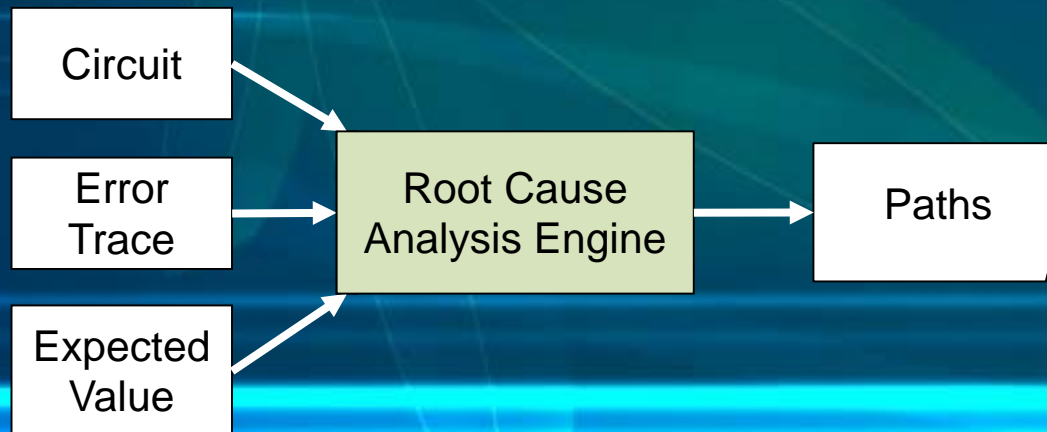 Circuit
Error
Trace
Expected
Value
Root Cause
Analysis Engine
Paths